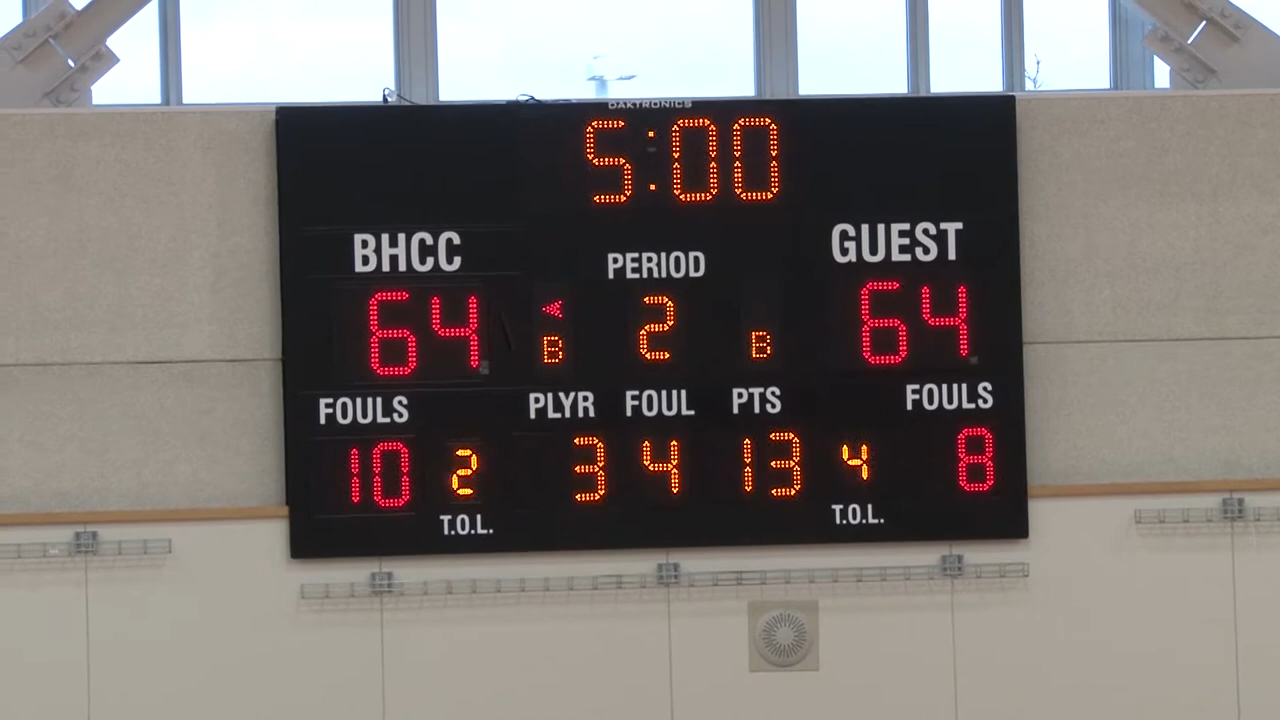 DAKTRONICS
5:00
BHCC PERIOD GUEST
64 A B 2 B 64
FOULS PLYR FOUL PTS FOULS
10 2 3 4 13 4 8
T.O.L. T.O.L.